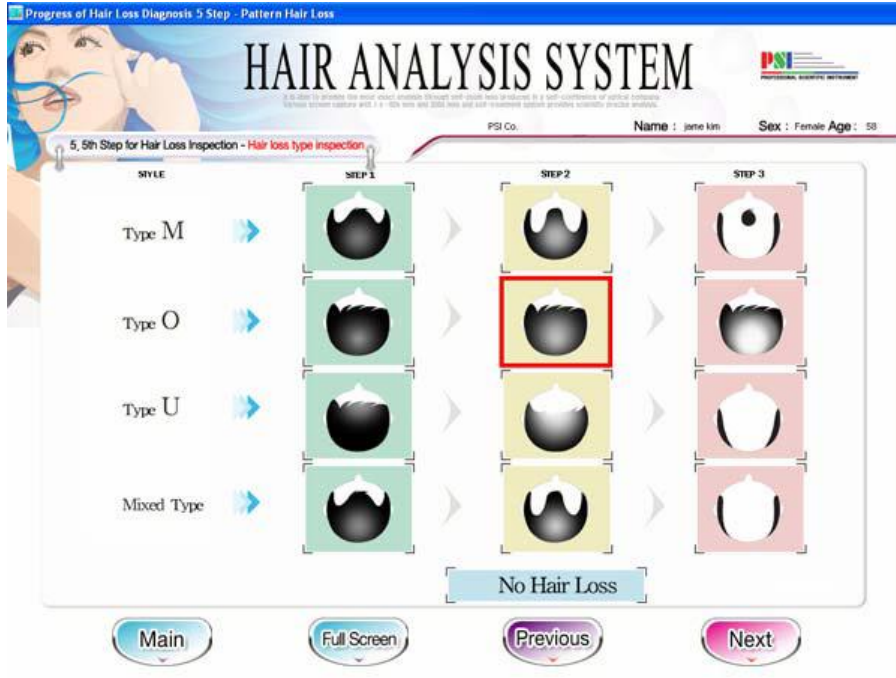 Progress of Hair Loss Diagnosis 5 Step - Pattern Hair Loss
HAIR ANALYSIS SYSTEM
PSI
PROFESSIONAL SCIENTIFIC INSTRUMENT
PSI Co. Name : jame kim Sex : Female Age : 58
5, 5th Step for Hair Loss Inspection - Hair loss type inspection
STYLE STEP 1 STEP 2 STEP 3
Type M
Type O
Type U
Mixed Type
No Hair Loss
Main Full Screen Previous Next